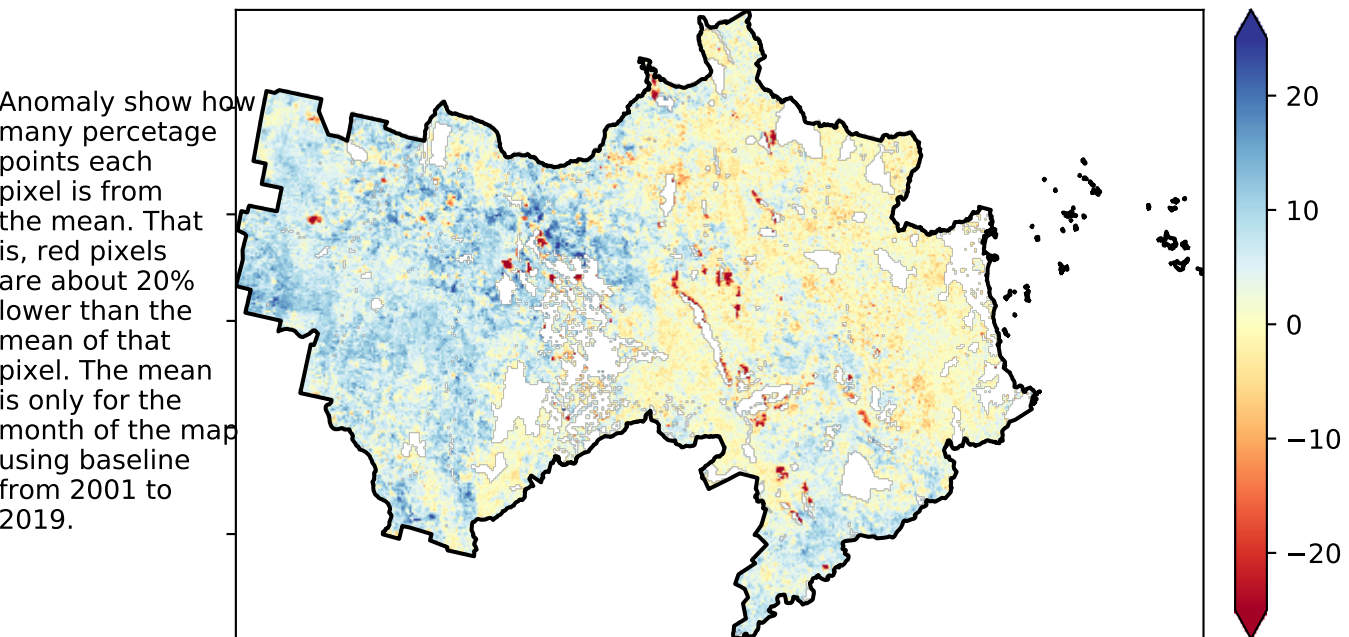 Anomaly show how
many percetage
points each
pixel is from
the mean. That
is, red pixels
are about 20%
lower than the
mean of that
pixel. The mean
is only for the
month of the map
using baseline
from 2001 to
2019.
20
10
0
−10
−20